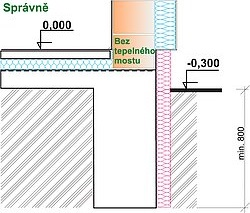 Správně
0,000
Bez
tepelného
mostu
-0,300
min. 800